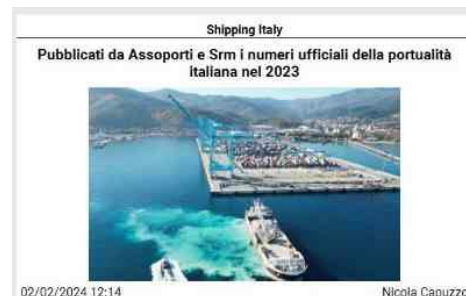 Shipping Italy
Pubblicati da Assoporti e Srm i numeri ufficiali della portualità
italiana nel 2023
02/02/2024 12:14
Nicola Capuzzo